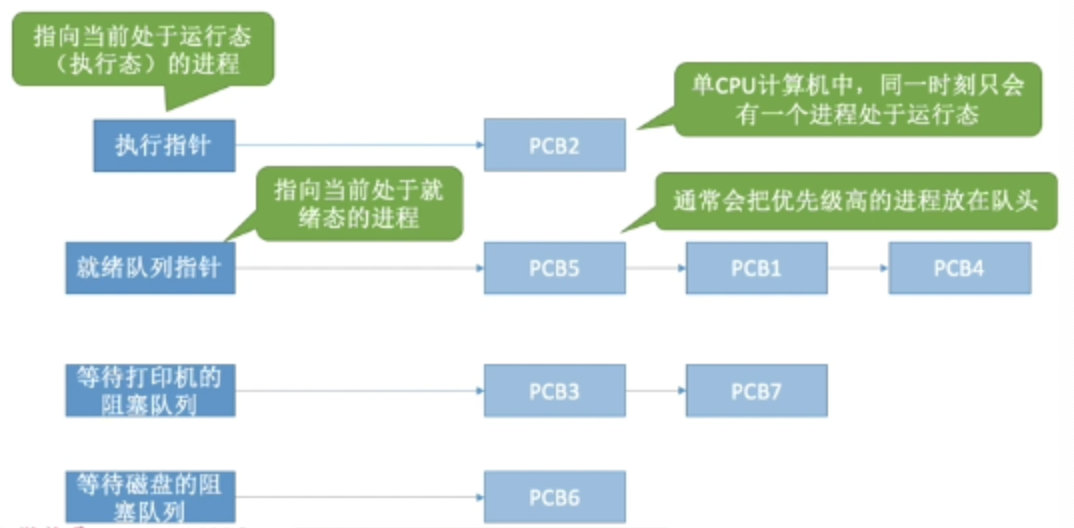 指向当前处于运行态
（执行态）的进程
单CPU计算机中，同一时刻只会
有一个进程处于运行态
执行指针
PCB2
指向当前处于就
绪态的进程
通常会把优先级高的进程放在队头
就绪队列指针
PCB5
PCB1
PCB4
等待打印机的
阻塞队列
PCB3
PCB7
等待磁盘的阻
塞队列
PCB6